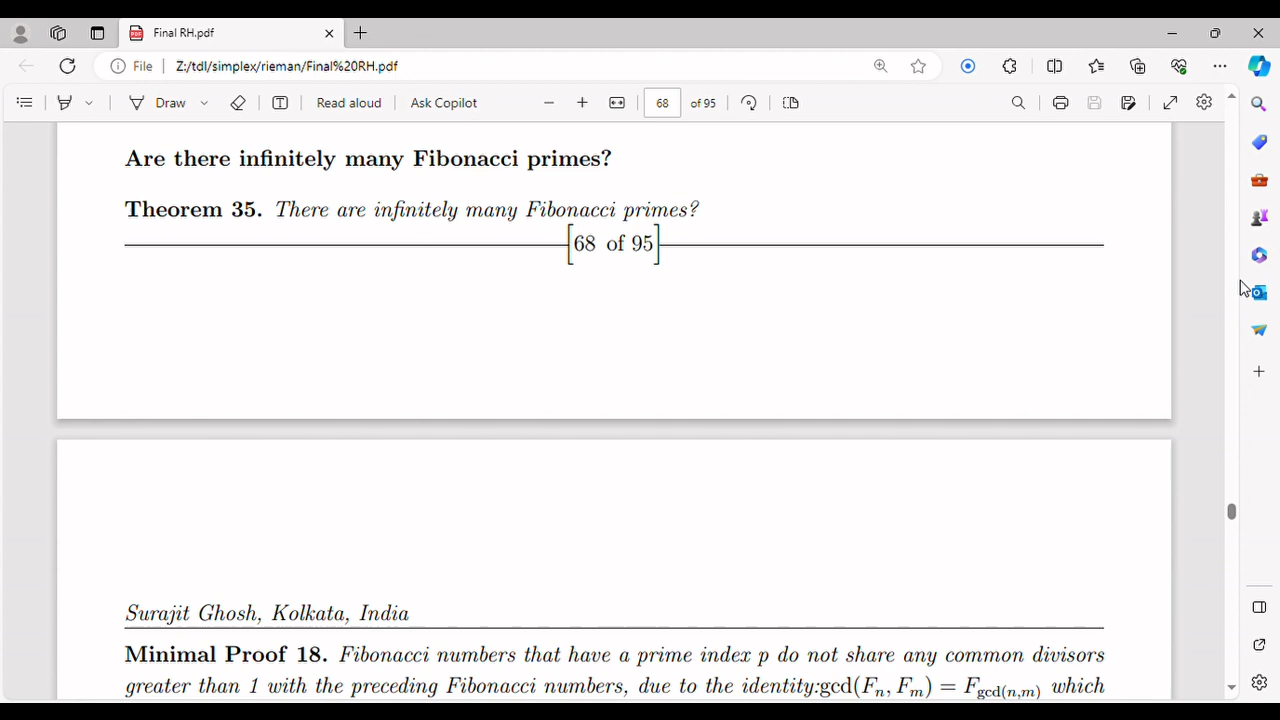 Final RH.pdf
File
Z:/tdl/simplex/rieman/Final%20RH.pdf
Draw
Read aloud
Ask Copilot
68 of 95
Are there infinitely many Fibonacci primes?
Theorem 35. There are infinitely many Fibonacci primes?
[68 of 95]
Surajit Ghosh, Kolkata, India
Minimal Proof 18. Fibonacci numbers that have a prime index p do not share any common divisors
greater than 1 with the preceding Fibonacci numbers, due to the identity:gcd(Fₙ, Fₘ) = F_gcd(n,m) which